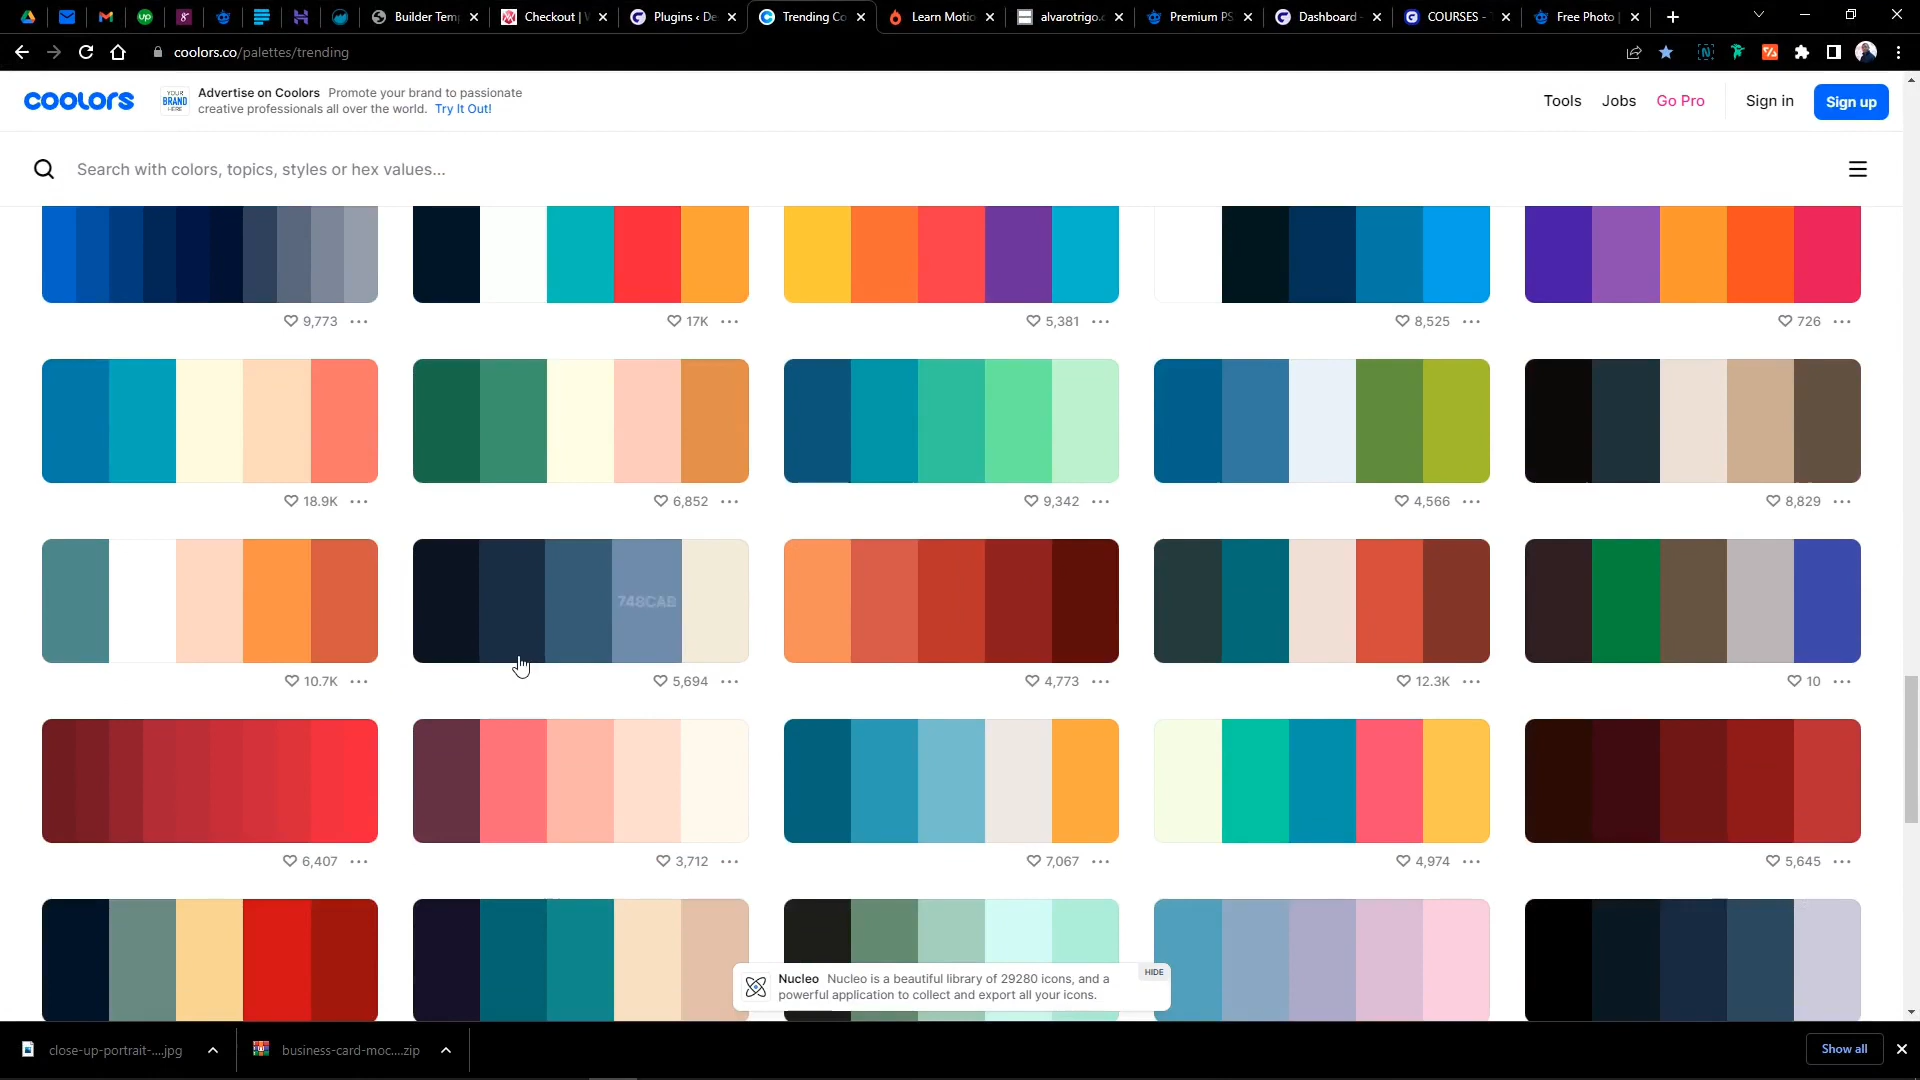 Builder Tem
Checkout |
Plugins ‹ De
Trending Co
Learn Motio
alvarotrigo.c
Premium PS
Dashboard
COURSES -
Free Photo |
coolors.co/palettes/trending
coolors
YOUR
BRAND
HERE
Advertise on Coolors Promote your brand to passionate
creative professionals all over the world. Try It Out!
Tools
Jobs
Go Pro
Sign in
Sign up
Search with colors, topics, styles or hex values...
9,773
17K
5,381
8,525
726
18.9K
6,852
9,342
4,566
8,829
748CAB
10.7K
5,694
4,773
12.3K
10
6,407
3,712
7,067
4,974
5,645
Nucleo Nucleo is a beautiful library of 29280 icons, and a
powerful application to collect and export all your icons.
HIDE
close-up-portrait-....jpg
business-card-moc....zip
Show all